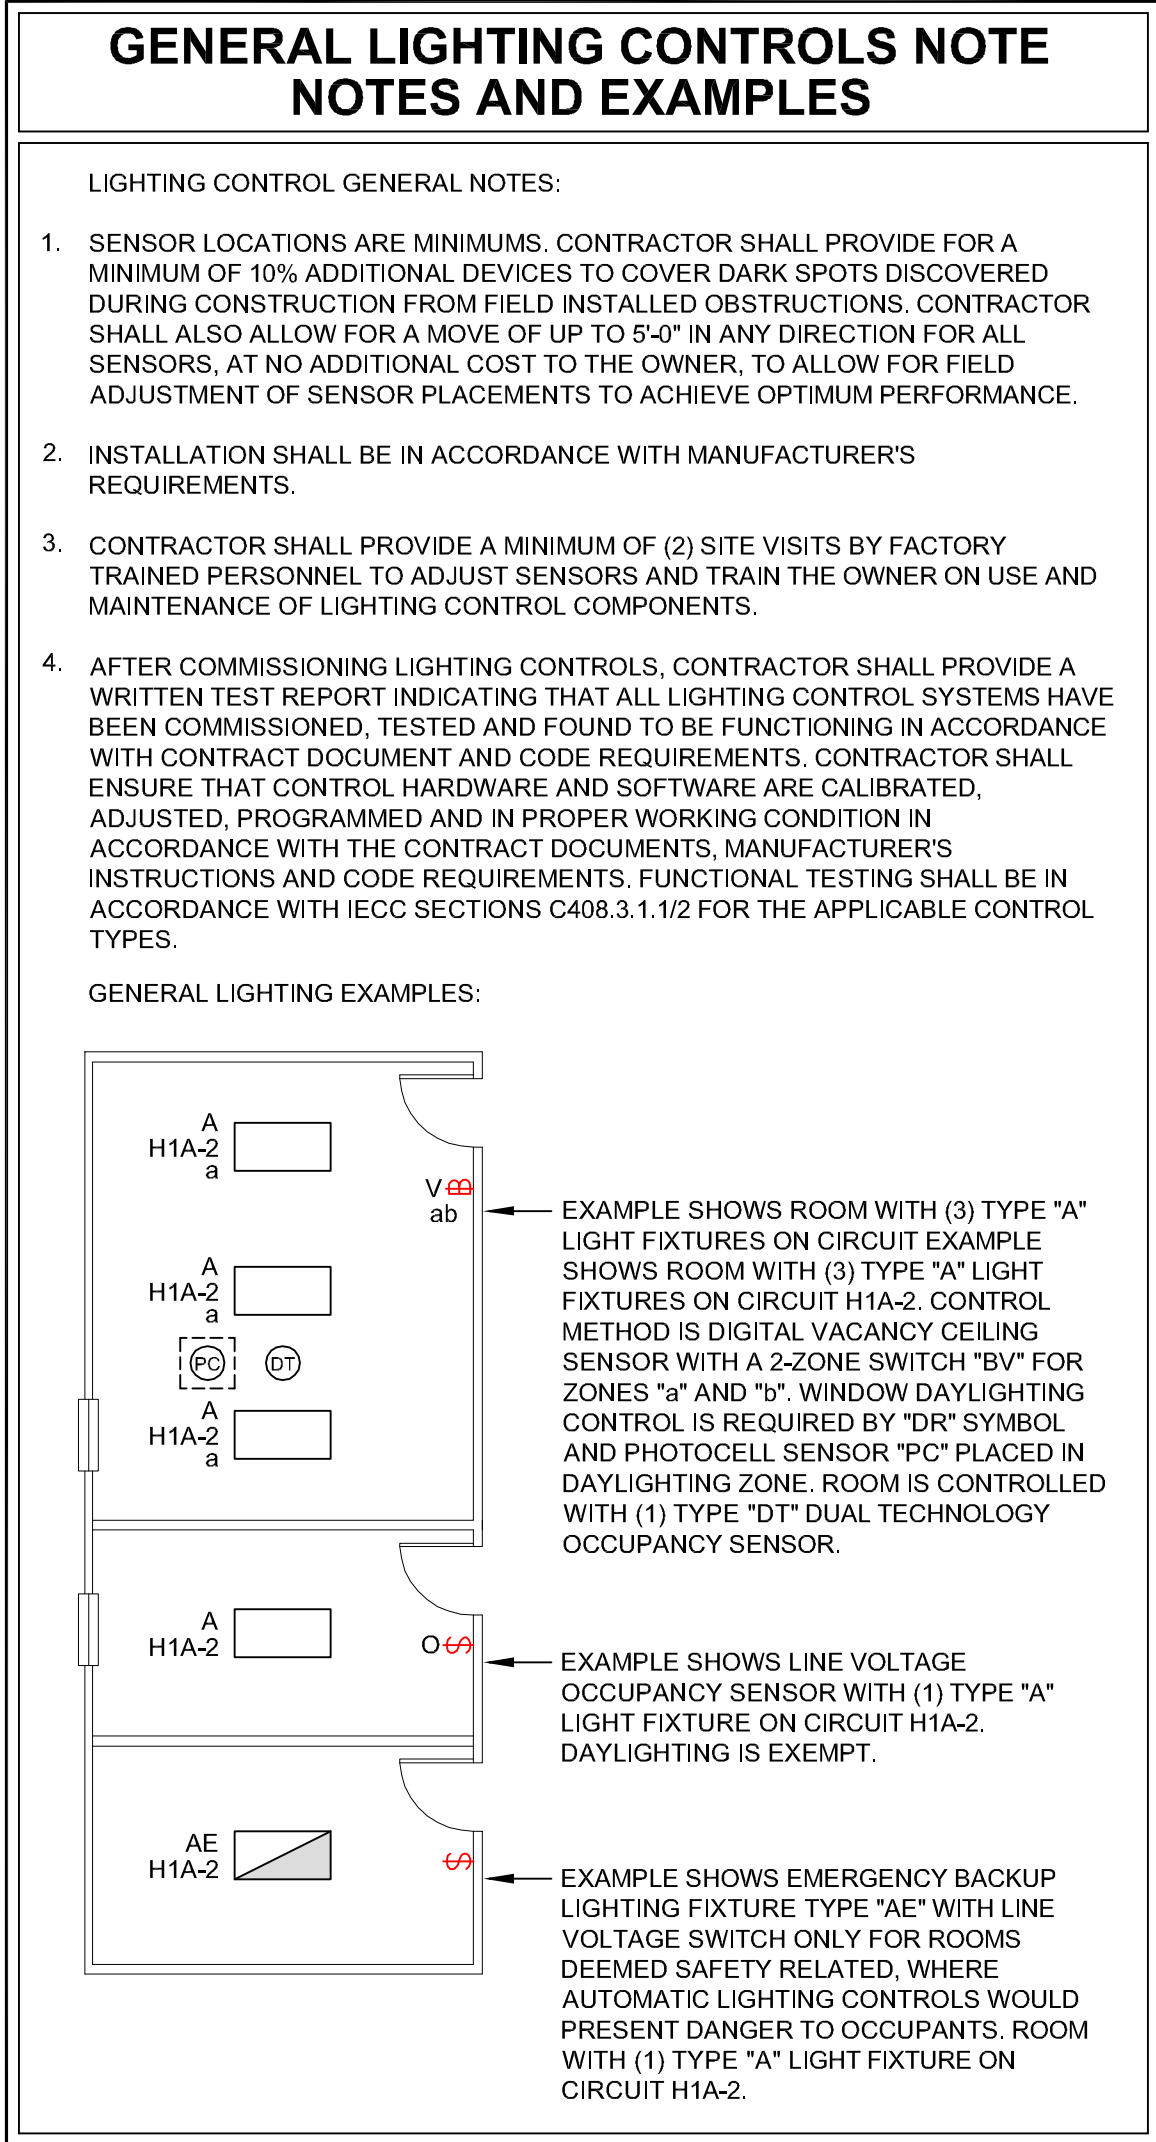 GENERAL LIGHTING CONTROLS NOTE
NOTES AND EXAMPLES
LIGHTING CONTROL GENERAL NOTES:
1. SENSOR LOCATIONS ARE MINIMUMS. CONTRACTOR SHALL PROVIDE FOR A
MINIMUM OF 10% ADDITIONAL DEVICES TO COVER DARK SPOTS DISCOVERED
DURING CONSTRUCTION FROM FIELD INSTALLED OBSTRUCTIONS. CONTRACTOR
SHALL ALSO ALLOW FOR A MOVE OF UP TO 5'-0" IN ANY DIRECTION FOR ALL
SENSORS, AT NO ADDITIONAL COST TO THE OWNER, TO ALLOW FOR FIELD
ADJUSTMENT OF SENSOR PLACEMENTS TO ACHIEVE OPTIMUM PERFORMANCE.
2. INSTALLATION SHALL BE IN ACCORDANCE WITH MANUFACTURER'S
REQUIREMENTS.
3. CONTRACTOR SHALL PROVIDE A MINIMUM OF (2) SITE VISITS BY FACTORY
TRAINED PERSONNEL TO ADJUST SENSORS AND TRAIN THE OWNER ON USE AND
MAINTENANCE OF LIGHTING CONTROL COMPONENTS.
4. AFTER COMMISSIONING LIGHTING CONTROLS, CONTRACTOR SHALL PROVIDE A
WRITTEN TEST REPORT INDICATING THAT ALL LIGHTING CONTROL SYSTEMS HAVE
BEEN COMMISSIONED, TESTED AND FOUND TO BE FUNCTIONING IN ACCORDANCE
WITH CONTRACT DOCUMENT AND CODE REQUIREMENTS. CONTRACTOR SHALL
ENSURE THAT CONTROL HARDWARE AND SOFTWARE ARE CALIBRATED,
ADJUSTED, PROGRAMMED AND IN PROPER WORKING CONDITION IN
ACCORDANCE WITH THE CONTRACT DOCUMENTS, MANUFACTURER'S
INSTRUCTIONS AND CODE REQUIREMENTS. FUNCTIONAL TESTING SHALL BE IN
ACCORDANCE WITH IECC SECTIONS C408.3.1.1/2 FOR THE APPLICABLE CONTROL
TYPES.
GENERAL LIGHTING EXAMPLES:
A
H1A-2
a
V B
ab
A
H1A-2
a
PC DT
A
H1A-2
a
EXAMPLE SHOWS ROOM WITH (3) TYPE "A"
LIGHT FIXTURES ON CIRCUIT EXAMPLE
SHOWS ROOM WITH (3) TYPE "A" LIGHT
FIXTURES ON CIRCUIT H1A-2. CONTROL
METHOD IS DIGITAL VACANCY CEILING
SENSOR WITH A 2-ZONE SWITCH "BV" FOR
ZONES "a" AND "b". WINDOW DAYLIGHTING
CONTROL IS REQUIRED BY "DR" SYMBOL
AND PHOTOCELL SENSOR "PC" PLACED IN
DAYLIGHTING ZONE. ROOM IS CONTROLLED
WITH (1) TYPE "DT" DUAL TECHNOLOGY
OCCUPANCY SENSOR.
A
H1A-2
O S
EXAMPLE SHOWS LINE VOLTAGE
OCCUPANCY SENSOR WITH (1) TYPE "A"
LIGHT FIXTURE ON CIRCUIT H1A-2.
DAYLIGHTING IS EXEMPT.
AE
H1A-2
S
EXAMPLE SHOWS EMERGENCY BACKUP
LIGHTING FIXTURE TYPE "AE" WITH LINE
VOLTAGE SWITCH ONLY FOR ROOMS
DEEMED SAFETY RELATED, WHERE
AUTOMATIC LIGHTING CONTROLS WOULD
PRESENT DANGER TO OCCUPANTS. ROOM
WITH (1) TYPE "A" LIGHT FIXTURE ON
CIRCUIT H1A-2.